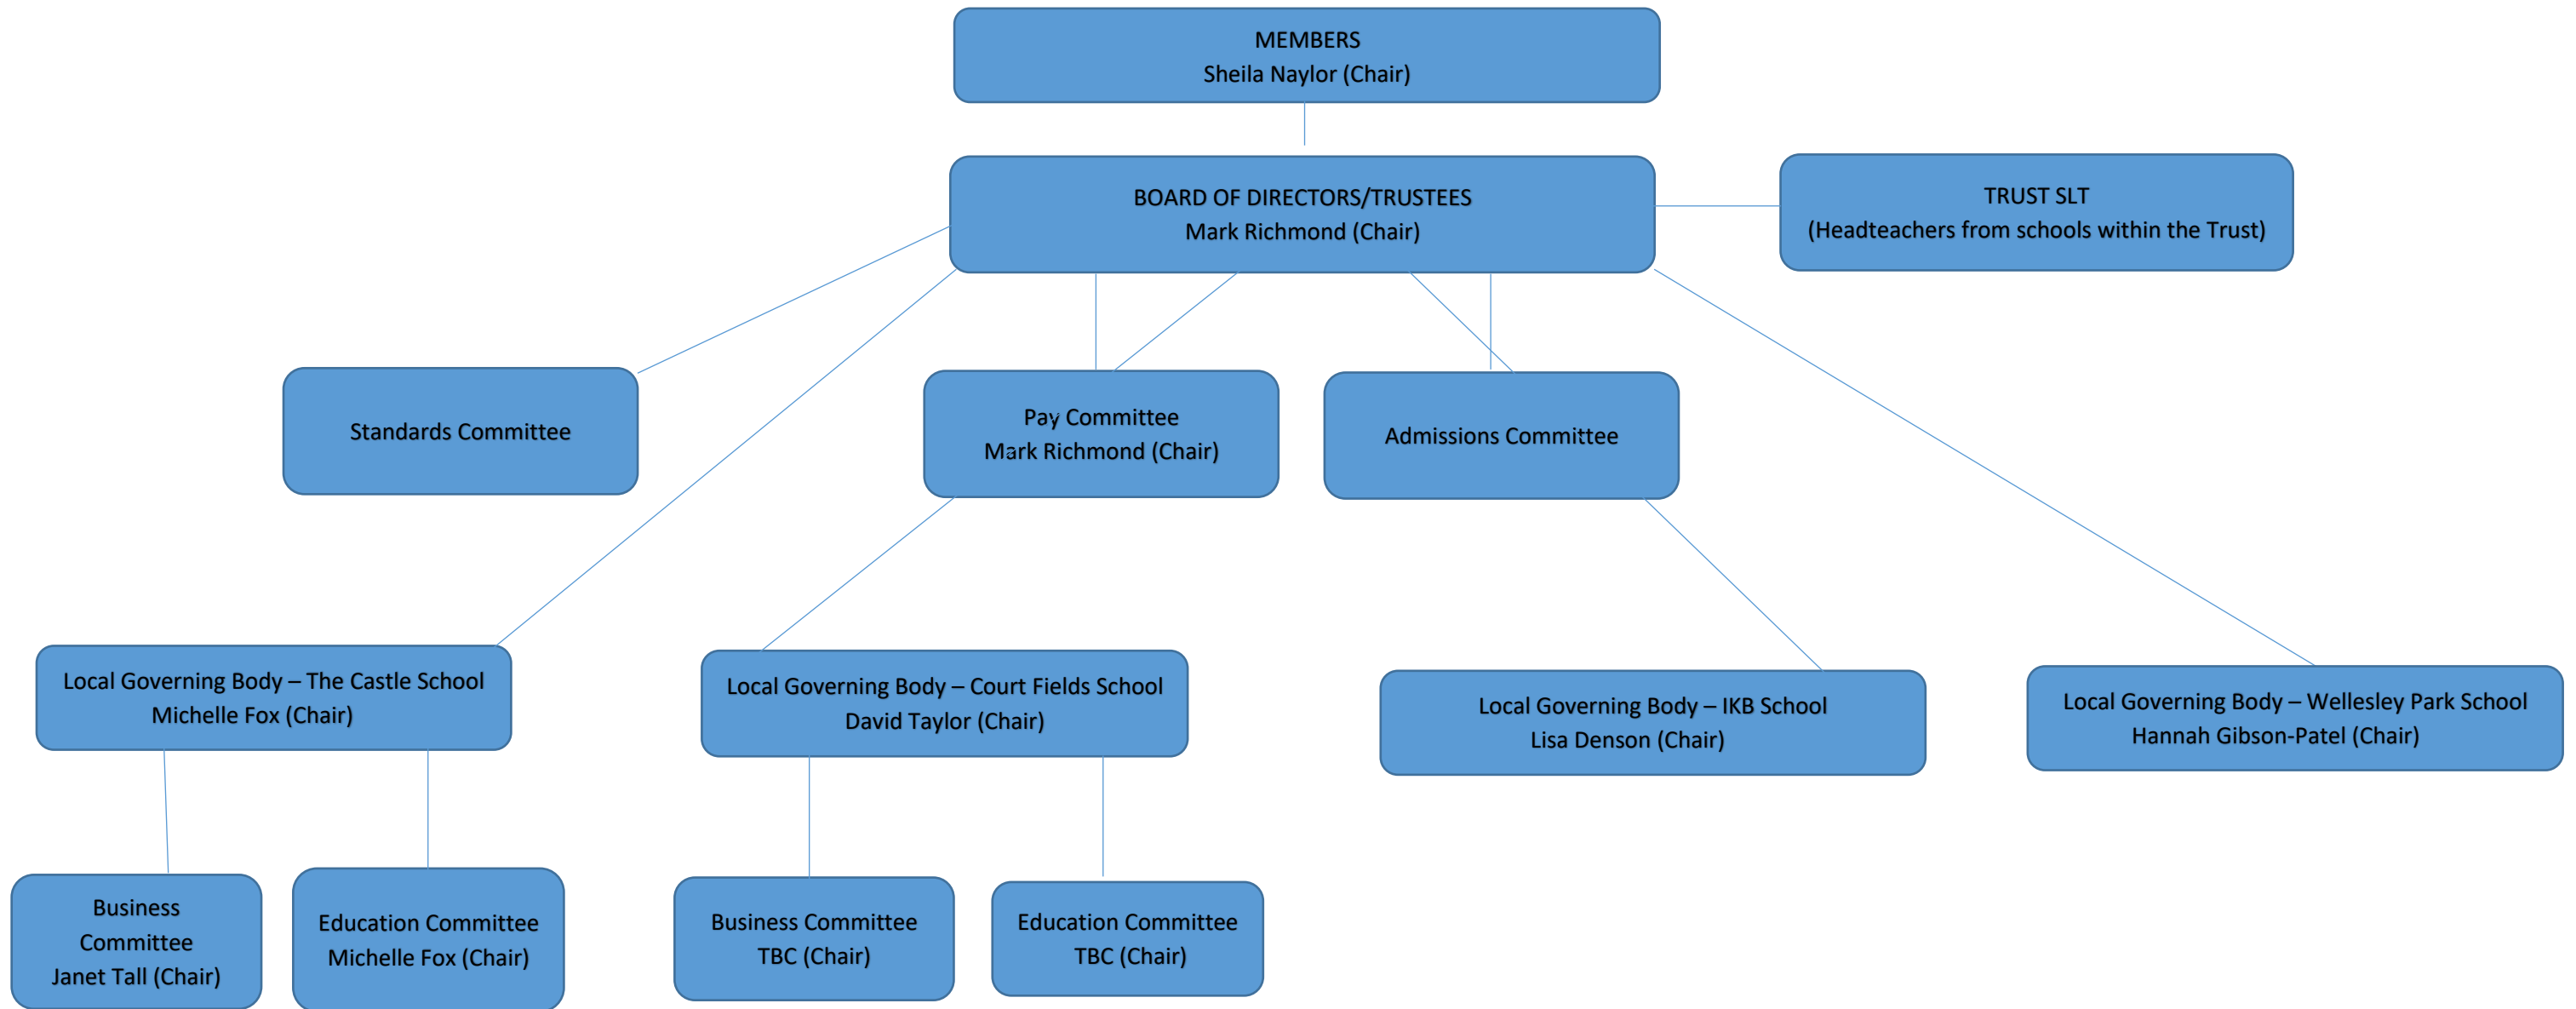 MEMBERS
Sheila Naylor (Chair)
BOARD OF DIRECTORS/TRUSTEES
Mark Richmond (Chair)
TRUST SLT
(Headteachers from schools within the Trust)
Standards Committee
Pay Committee
Mark Richmond (Chair)
Admissions Committee
Local Governing Body – The Castle School
Michelle Fox (Chair)
Local Governing Body – Court Fields School
David Taylor (Chair)
Local Governing Body – IKB School
Lisa Denson (Chair)
Local Governing Body – Wellesley Park School
Hannah Gibson-Patel (Chair)
Business
Committee
Janet Tall (Chair)
Education Committee
Michelle Fox (Chair)
Business Committee
TBC (Chair)
Education Committee
TBC (Chair)